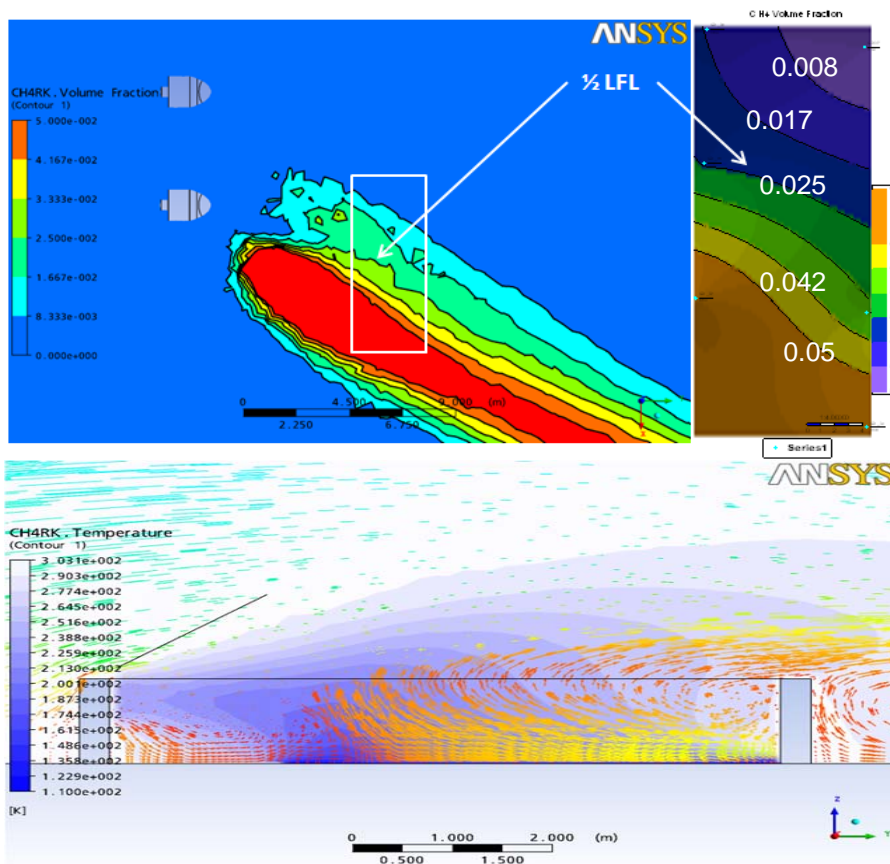 C H4 Volume Fraction
ANSYS
CH4RK.Volume Fraction
(Contour 1)
5.000e-002
4.167e-002
3.333e-002
2.500e-002
1.667e-002
8.333e-003
0.000e+000
½ LFL
0.008
0.017
0.025
0.042
0.05
0 4.500 9.000 (m)
2.250 6.750
Series1
ANSYS
CH4RK.Temperature
(Contour 1)
3.031e+002
2.903e+002
2.774e+002
2.645e+002
2.516e+002
2.388e+002
2.259e+002
2.130e+002
2.001e+002
1.873e+002
1.744e+002
1.615e+002
1.486e+002
1.358e+002
1.229e+002
1.100e+002
[K]
0 1.000 2.000 (m)
0.500 1.500
Z
Y